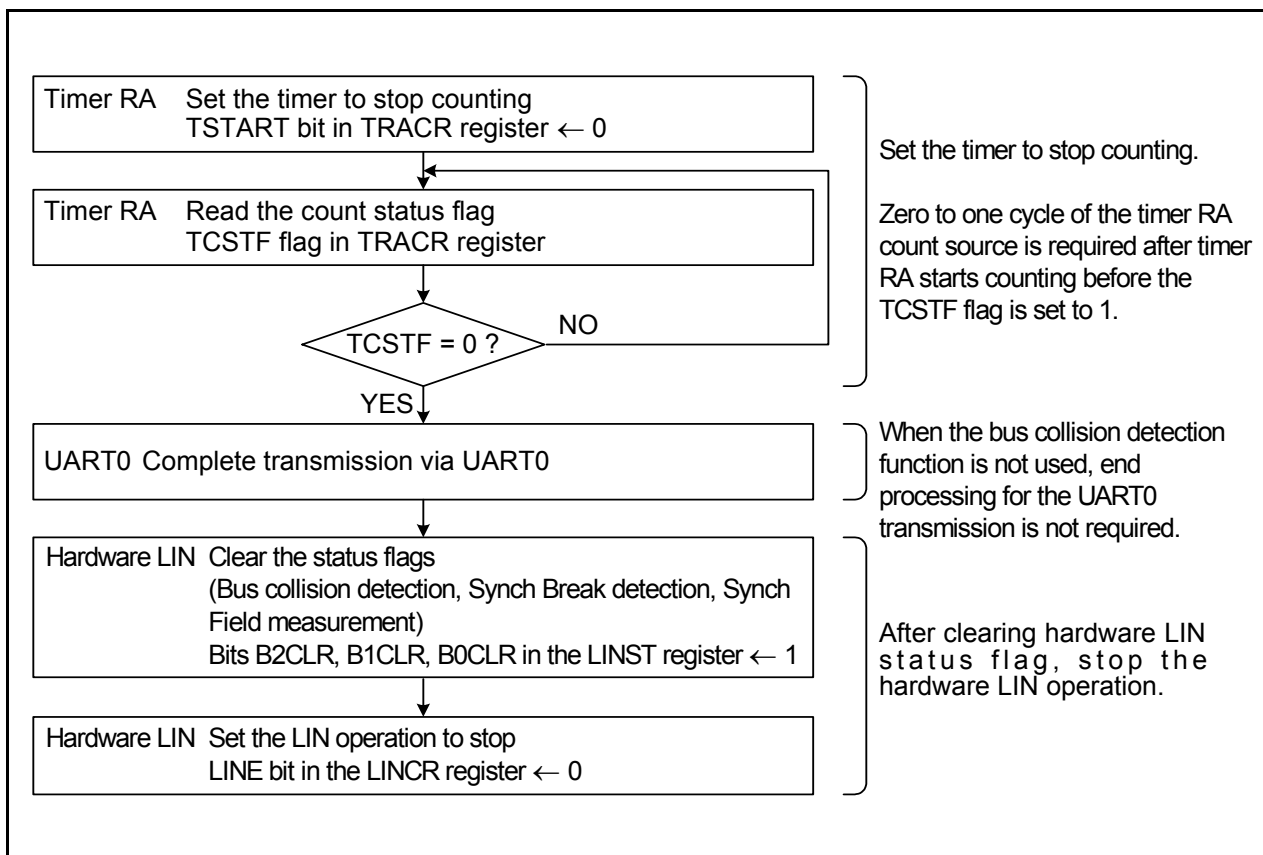 Timer RA Set the timer to stop counting
TSTART bit in TRACR register ← 0
Timer RA Read the count status flag
TCSTF flag in TRACR register
TCSTF = 0 ?
NO
YES
Set the timer to stop counting.
Zero to one cycle of the timer RA
count source is required after timer
RA starts counting before the
TCSTF flag is set to 1.
UART0 Complete transmission via UART0
When the bus collision detection
function is not used, end
processing for the UART0
transmission is not required.
Hardware LIN Clear the status flags
(Bus collision detection, Synch Break detection, Synch
Field measurement)
Bits B2CLR, B1CLR, B0CLR in the LINST register ← 1
Hardware LIN Set the LIN operation to stop
LINE bit in the LINCR register ← 0
After clearing hardware LIN
status flag, stop the
hardware LIN operation.